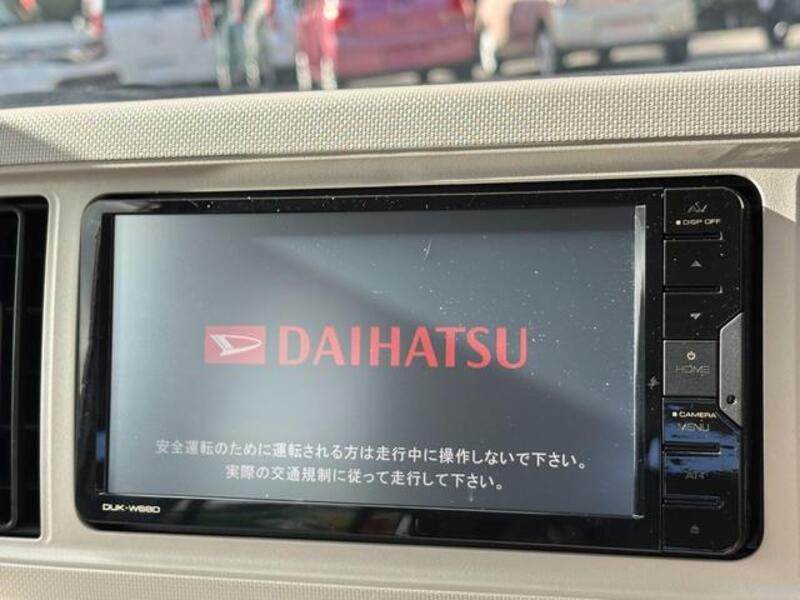 AV
DISP OFF
DAIHATSU
HOME
CAMERA
MENU
安全運転のために運転される方は走行中に操作しないで下さい。
実際の交通規制に従って走行して下さい。
DUK-W68D